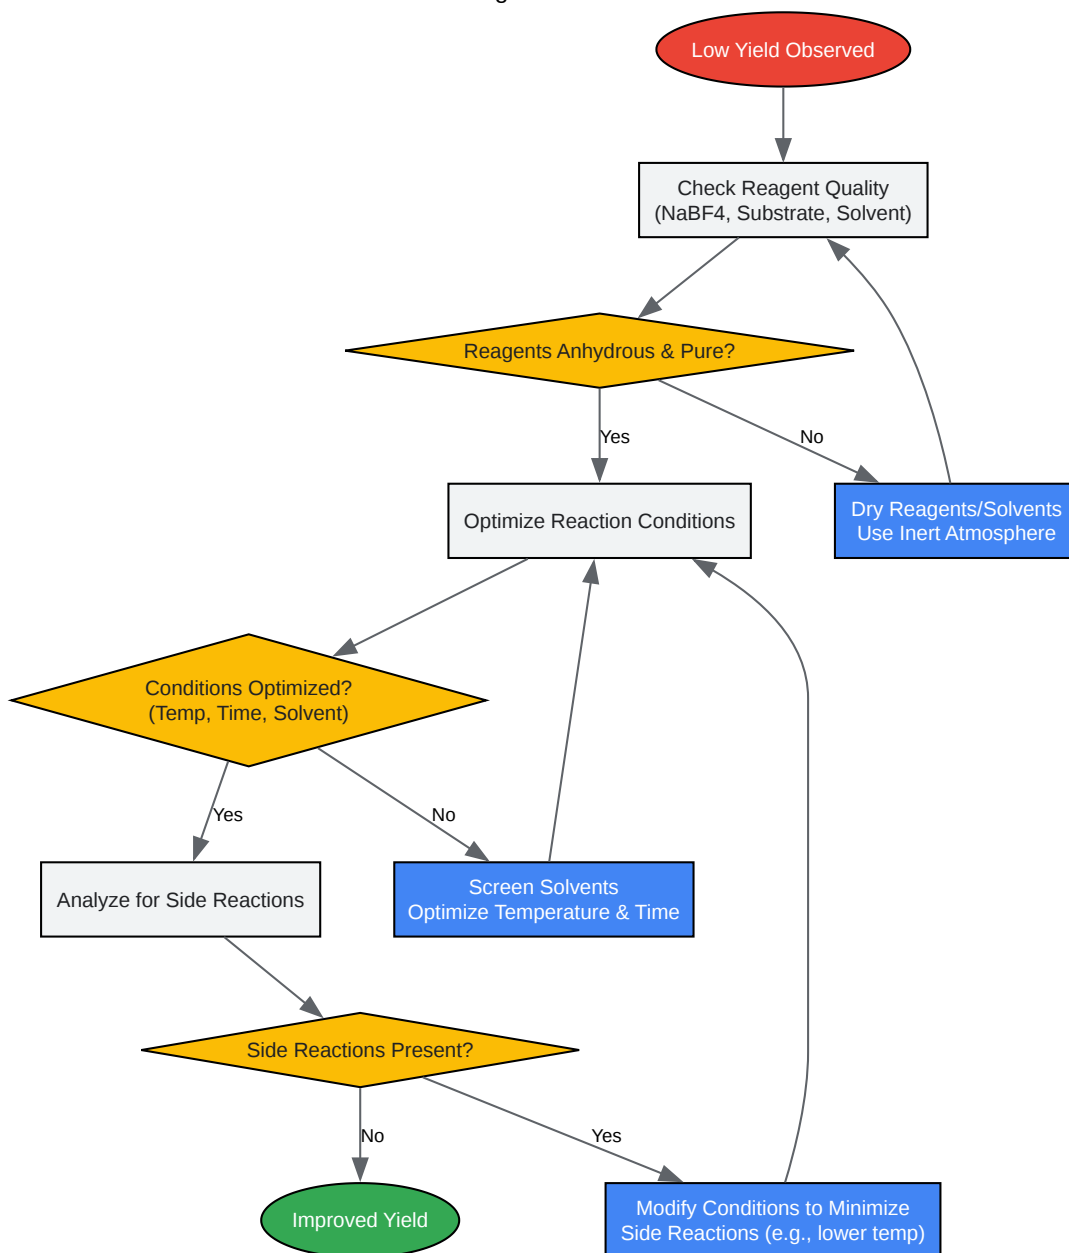 Low Yield Observed
Check Reagent Quality
(NaBF4, Substrate, Solvent)
Reagents Anhydrous & Pure?
Yes
No
Optimize Reaction Conditions
Dry Reagents/Solvents
Use Inert Atmosphere
Conditions Optimized?
(Temp, Time, Solvent)
Yes
No
Analyze for Side Reactions
Screen Solvents
Optimize Temperature & Time
Side Reactions Present?
No
Yes
Improved Yield
Modify Conditions to Minimize
Side Reactions (e.g., lower temp)